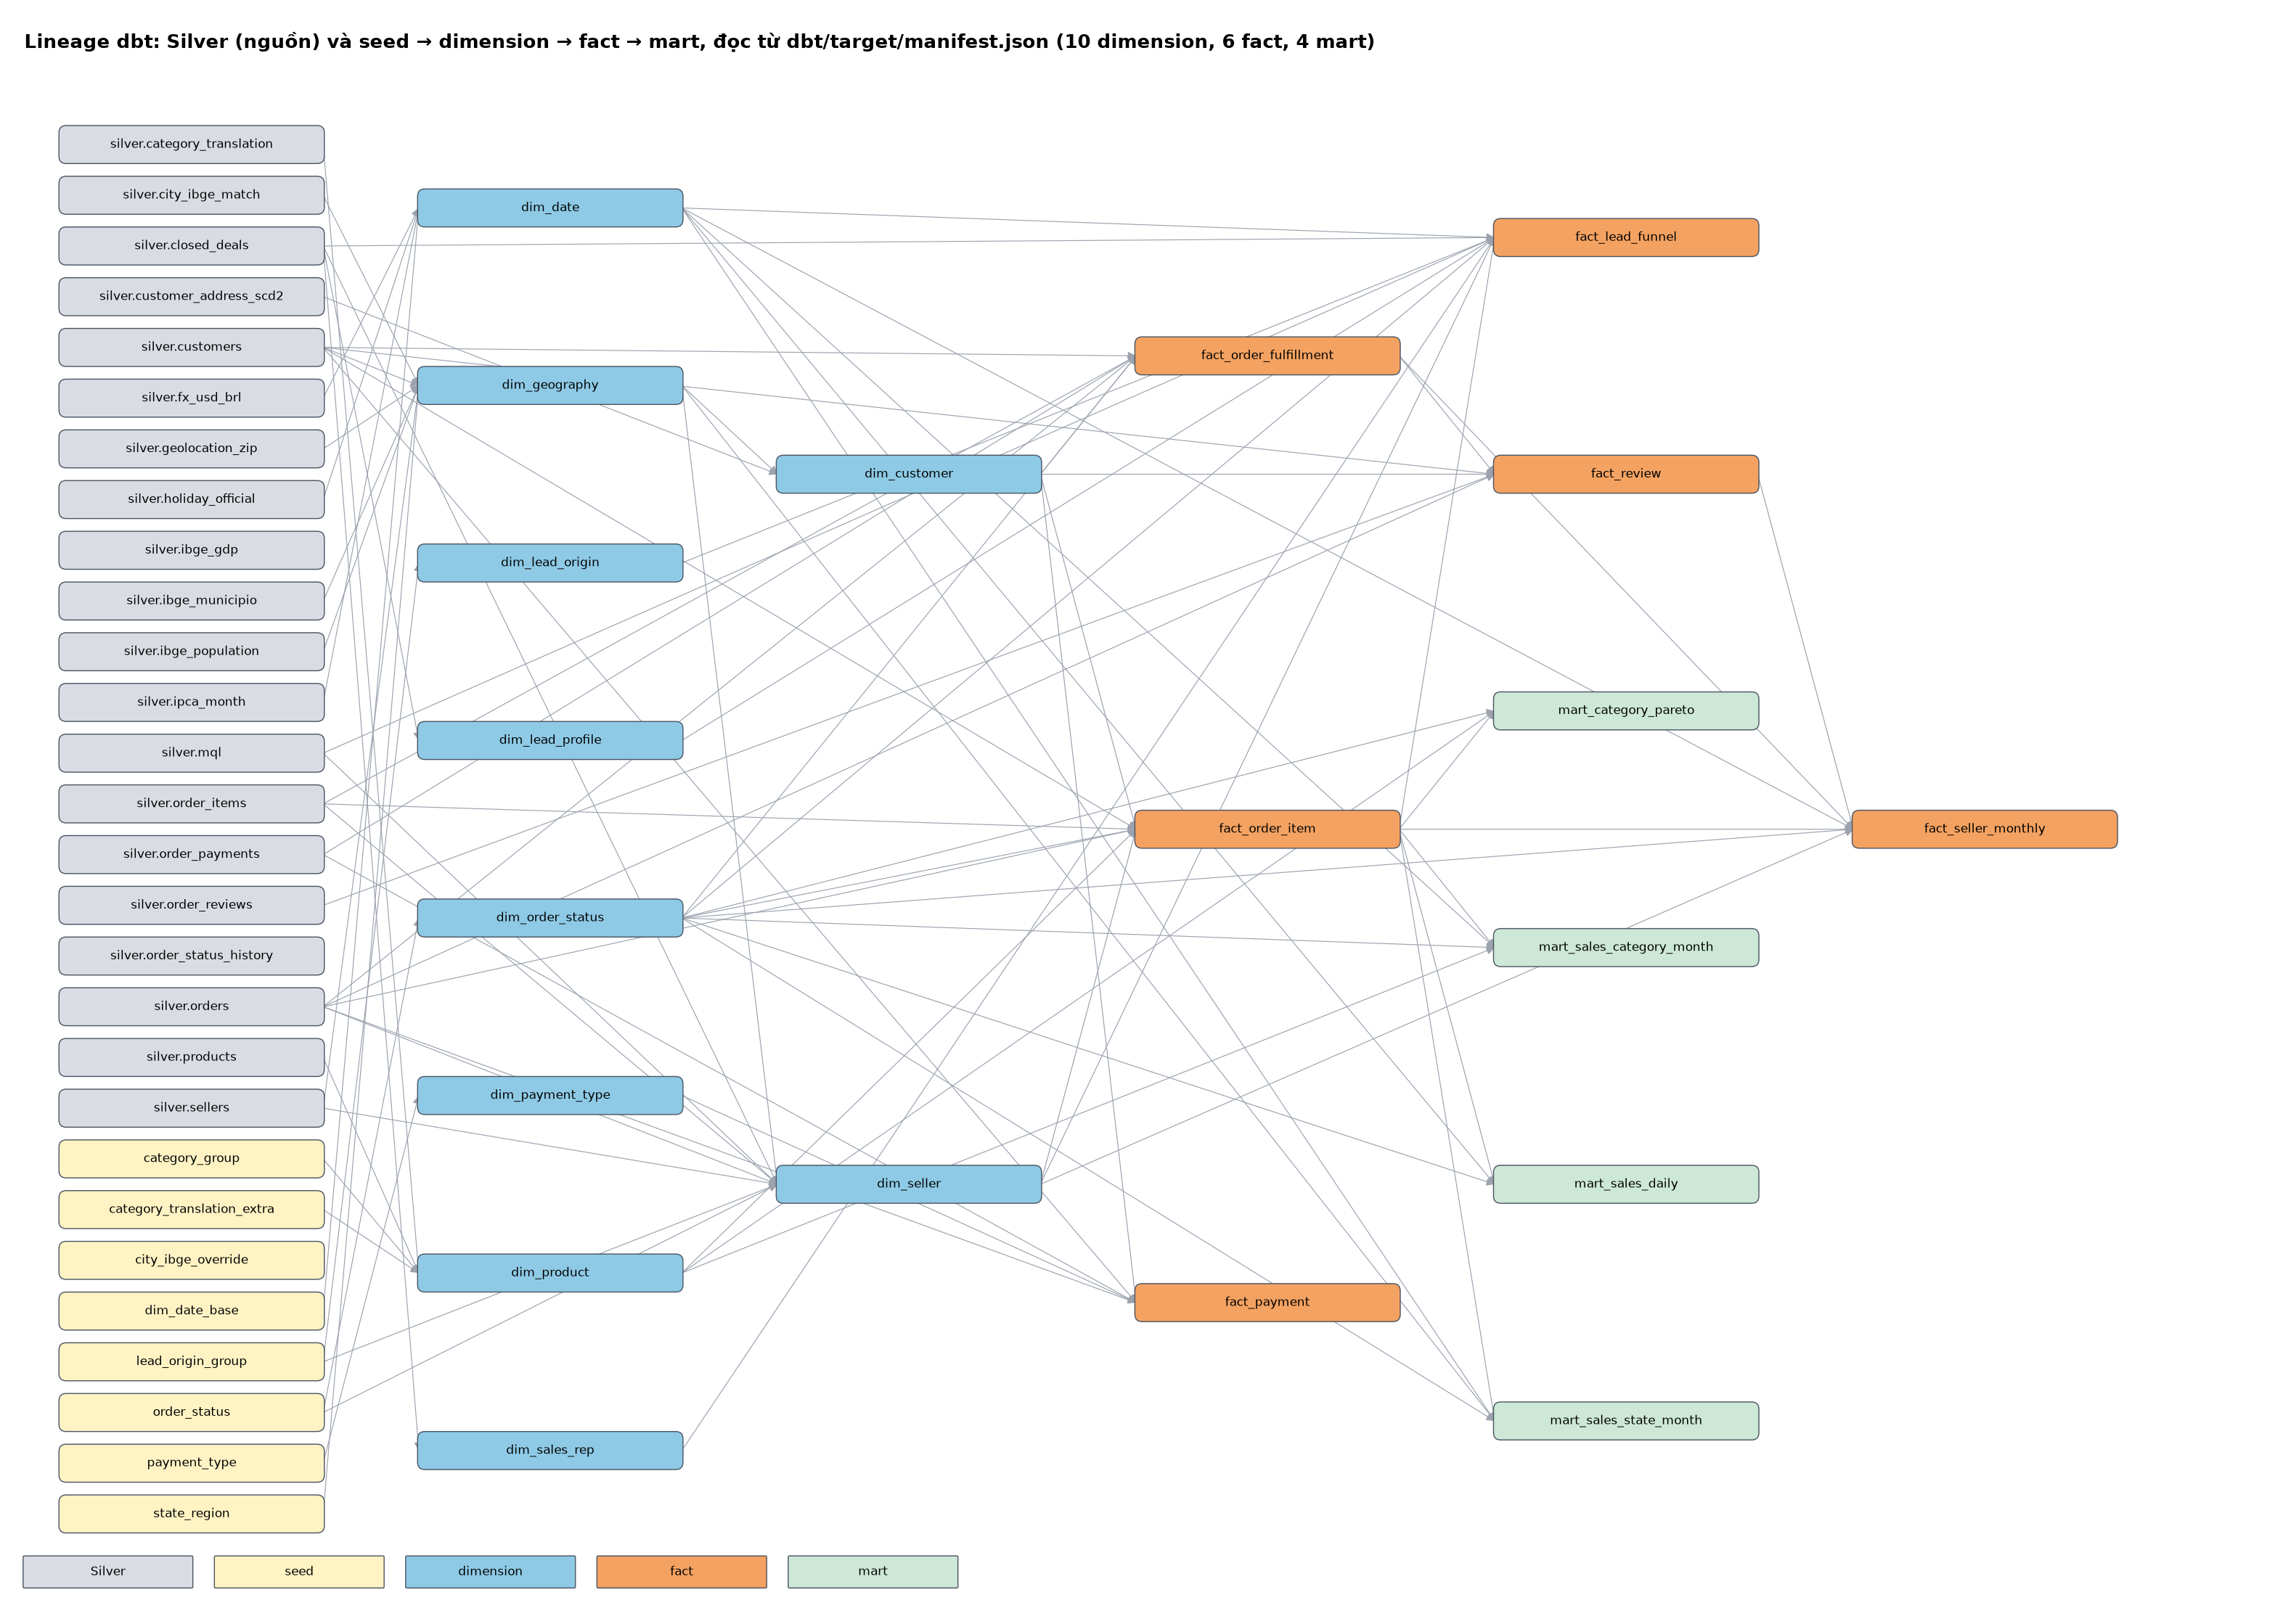 Lineage dbt: Silver (nguồn) và seed → dimension → fact → mart, đọc từ dbt/target/manifest.json (10 dimension, 6 fact, 4 mart)
silver.category_translation
silver.city_ibge_match
silver.closed_deals
silver.customer_address_scd2
silver.customers
silver.fx_usd_brl
silver.geolocation_zip
silver.holiday_official
silver.ibge_gdp
silver.ibge_municipio
silver.ibge_population
silver.ipca_month
silver.mql
silver.order_items
silver.order_payments
silver.order_reviews
silver.order_status_history
silver.orders
silver.products
silver.sellers
category_group
category_translation_extra
city_ibge_override
dim_date_base
lead_origin_group
order_status
payment_type
state_region
dim_date
dim_geography
dim_lead_origin
dim_lead_profile
dim_order_status
dim_payment_type
dim_product
dim_sales_rep
dim_customer
dim_seller
fact_order_fulfillment
fact_order_item
fact_payment
fact_lead_funnel
fact_review
mart_category_pareto
mart_sales_category_month
mart_sales_daily
mart_sales_state_month
fact_seller_monthly
Silver
seed
dimension
fact
mart